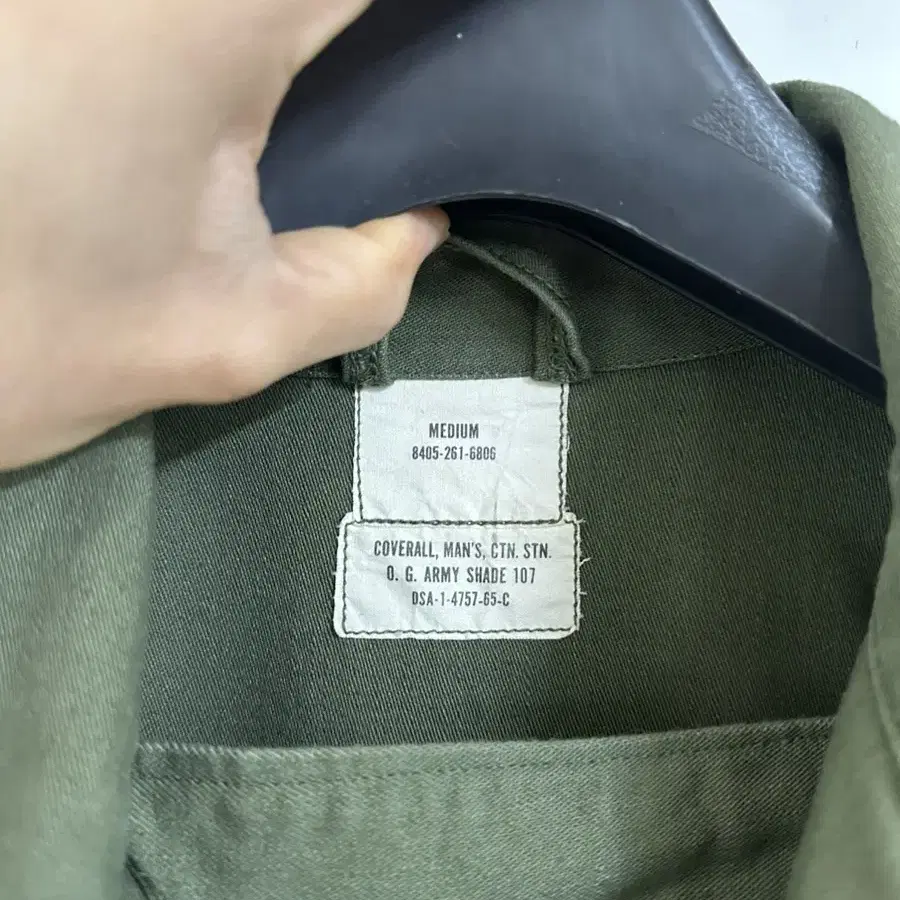 MEDIUM
8405-261-6806
COVERALL, MAN'S, CTN. STN.
O. G. ARMY SHADE 107
DSA-1-4757-65-C